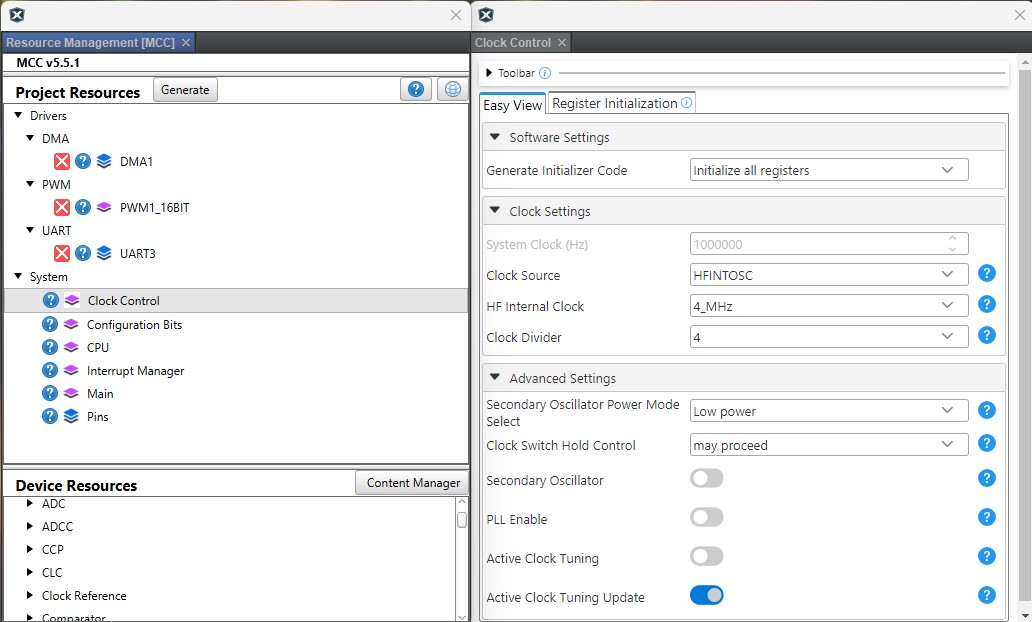 Resource Management [MCC]
MCC v5.5.1
Project Resources
Generate
Drivers
DMA
DMA1
PWM
PWM1_16BIT
UART
UART3
System
Clock Control
Configuration Bits
CPU
Interrupt Manager
Main
Pins
Device Resources
Content Manager
ADC
ADCC
CCP
CLC
Clock Reference
Comparator
Clock Control
Toolbar
Easy View
Register Initialization
Software Settings
Generate Initializer Code
Initialize all registers
Clock Settings
System Clock (Hz)
1000000
Clock Source
HFINTOSC
HF Internal Clock
4_MHz
Clock Divider
4
Advanced Settings
Secondary Oscillator Power Mode
Select
Low power
Clock Switch Hold Control
may proceed
Secondary Oscillator
PLL Enable
Active Clock Tuning
Active Clock Tuning Update